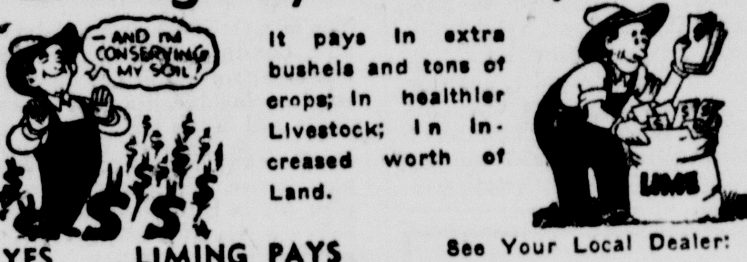 - AND I'M
CONSERVING
MY SOIL
It pays in extra
bushels and tons of
crops; In healthier
Livestock; In In-
creased worth of
Land.
LIME
YES LIMING PAYS
See Your Local Dealer: